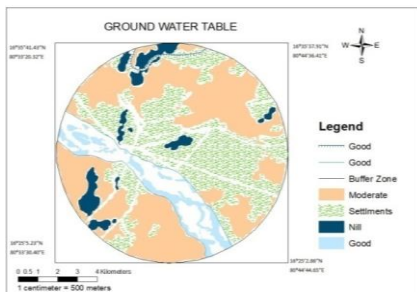 GROUND WATER TABLE
N
W E
S
Legend
Good
Good
Buffer Zone
Moderate
Settlments
Nill
Good
0 0.5 1 2 3 4 Kilometers
1 centimeter = 500 meters